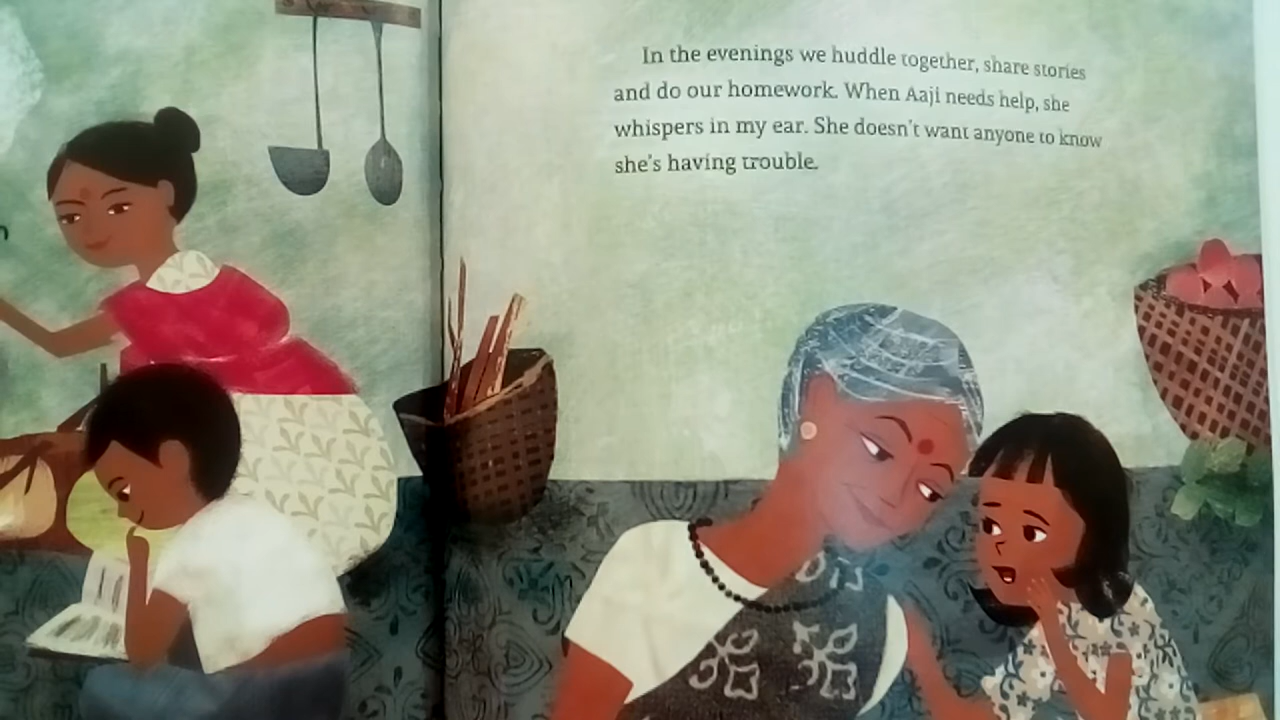 In the evenings we huddle together, share stories
and do our homework. When Aaji needs help, she
whispers in my ear. She doesn't want anyone to know
she's having trouble.